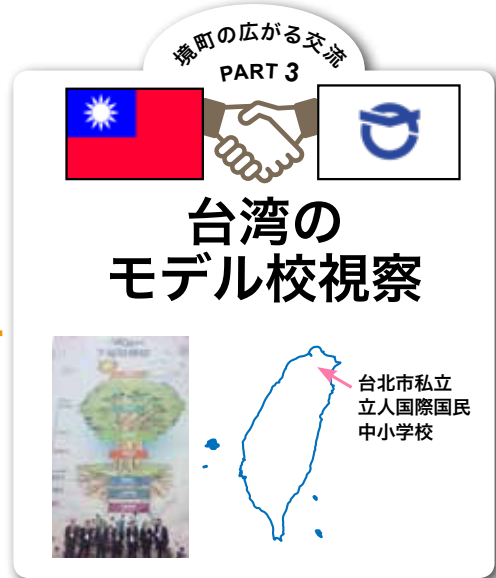 境町の広がる交流
PART 3
台湾の
モデル校視察
台北市私立
立人国際国民
中小学校